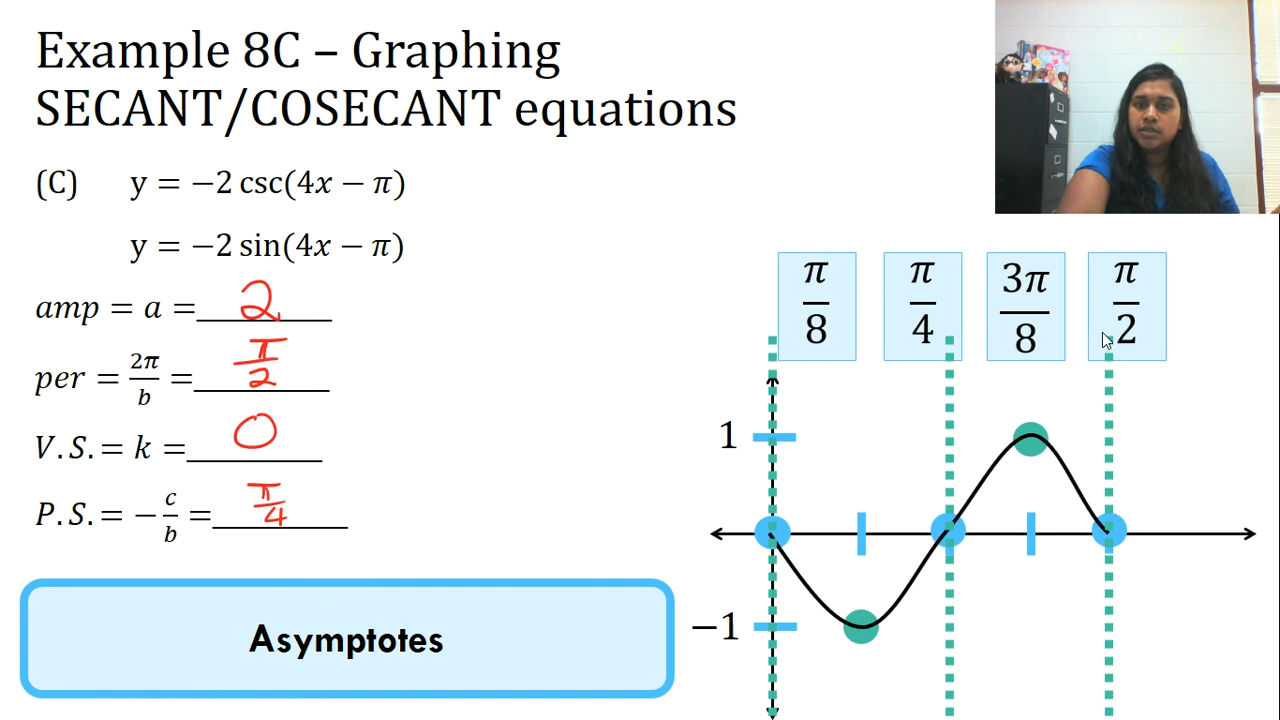 Example 8C – Graphing
SECANT/COSECANT equations
(C) y = −2 csc(4x − π)
y = −2 sin(4x − π)
amp = a = 2
per = 2π/b = π/2
V.S. = k = 0
P.S. = − c/b = π/4
Asymptotes
π/8 π/4 3π/8 π/2
1
−1